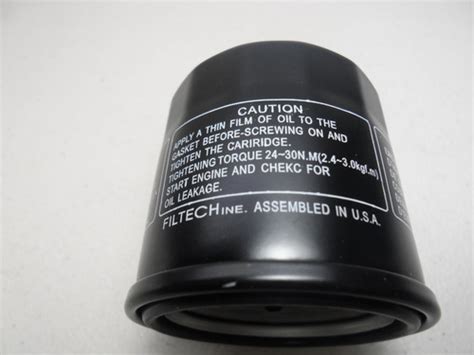 CAUTION
APPLY A THIN FILM OF OIL TO THE
GASKET BEFORE-SCREWING ON AND
TIGHTEN THE CARIRIDGE.
TIGHTENING TORQUE 24~30N.M(2.4~3.0kgf.m)
START ENGINE AND CHEKC FOR
OIL LEAKAGE.
FILTECHINE. ASSEMBLED IN U.S.A.